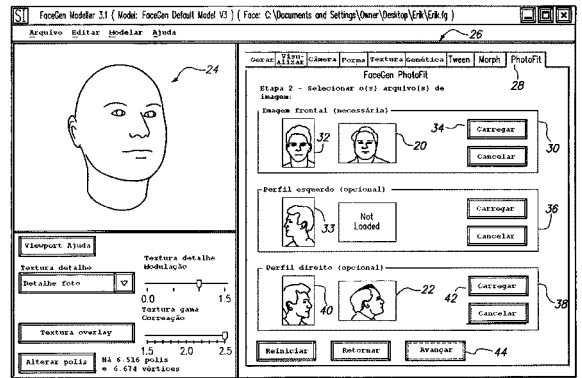 SI FaceGen Modeller 3.1 { Model: FaceGen Default Model V3 } { Face: C:\Documents and Settings\Owner\Desktop\Erik\Erik.fg }
Arquivo Editar Modelar Ajuda
26
24
Gerar Visu-alizar Câmera Forma Textura Genética Tween Morph PhotoFit
28
FaceGen PhotoFit
Etapa 2 - Selecionar o(s) arquivo(s) de
imagem:
Imagem frontal (necessária)
32
20
34
Carregar
30
Cancelar
Perfil esquerdo (opcional)
33
Not
Loaded
Carregar
36
Cancelar
Perfil direito (opcional)
40
22
42
Carregar
38
Cancelar
Reiniciar Retornar Avançar 44
Viewport Ajuda
Textura detalhe
Detalhe foto
Textura detalhe
Modulação
0.0 1.5
Textura gama
Correação
1.5 2.0 2.5
Textura overlay
Alterar polis
Há 6.516 polis
e 6.674 vértices